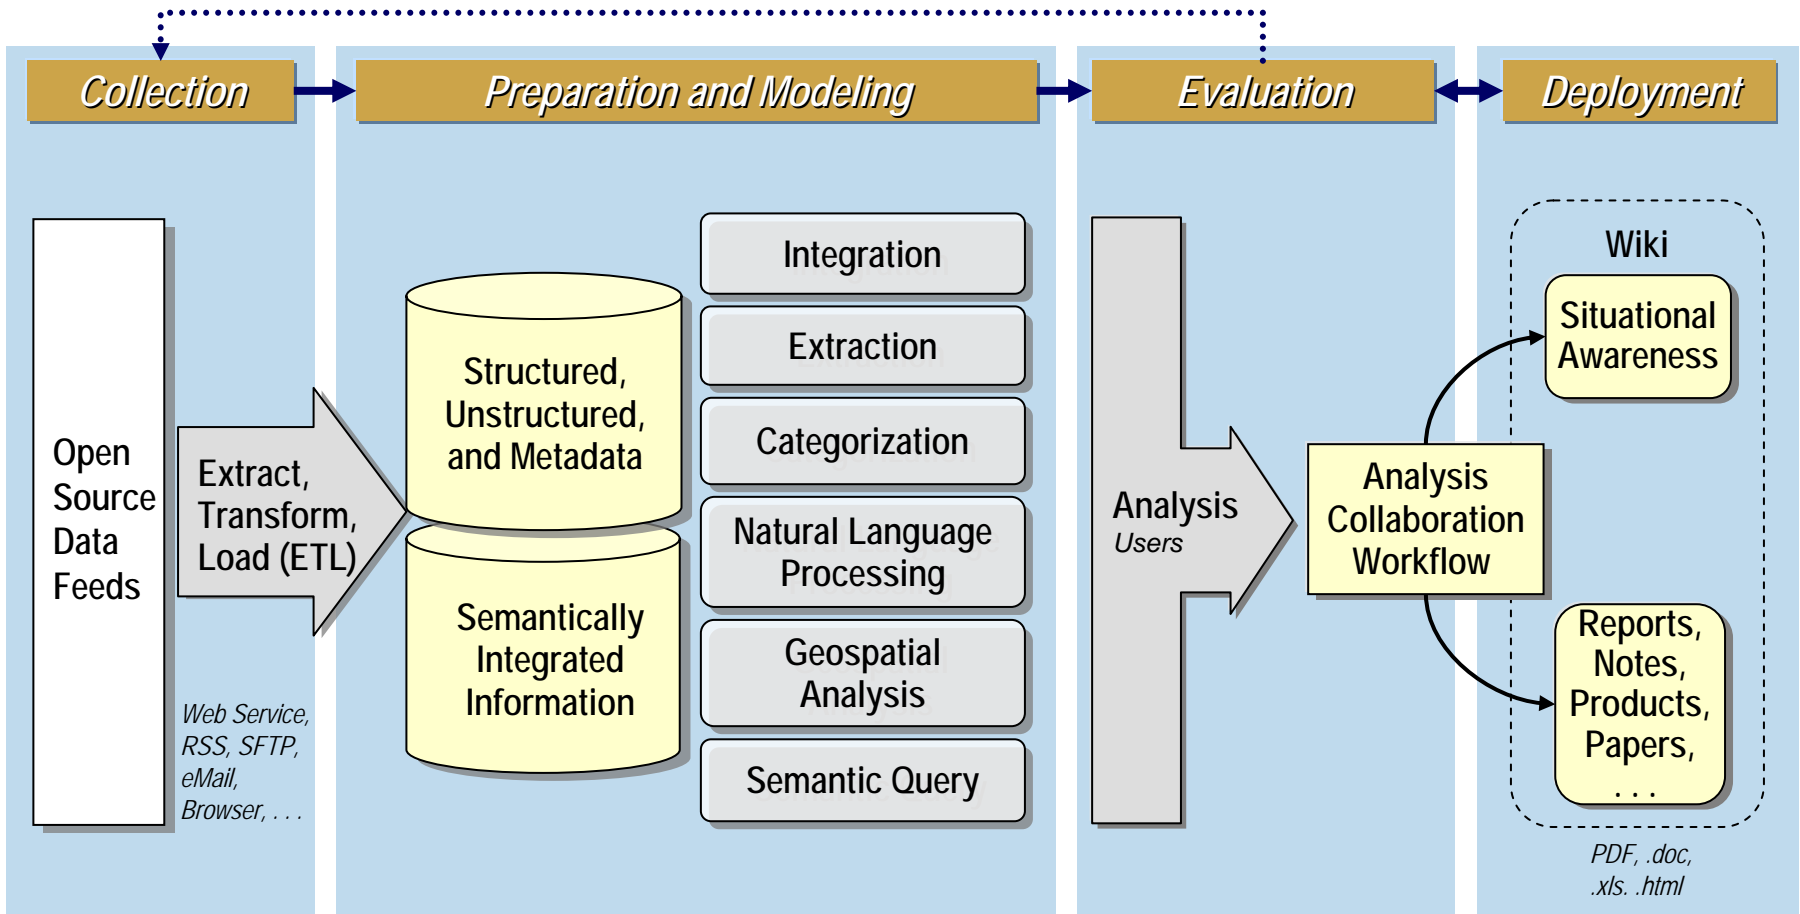 Collection
Preparation and Modeling
Evaluation
Deployment
Open
Source
Data
Feeds
Extract,
Transform,
Load (ETL)
Web Service,
RSS, SFTP,
eMail,
Browser, . . .
Structured,
Unstructured,
and Metadata
Semantically
Integrated
Information
Integration
Extraction
Categorization
Natural Language
Processing
Geospatial
Analysis
Semantic Query
Analysis
Users
Analysis
Collaboration
Workflow
Wiki
Situational
Awareness
Reports,
Notes,
Products,
Papers,
. . .
PDF, .doc,
.xls. .html